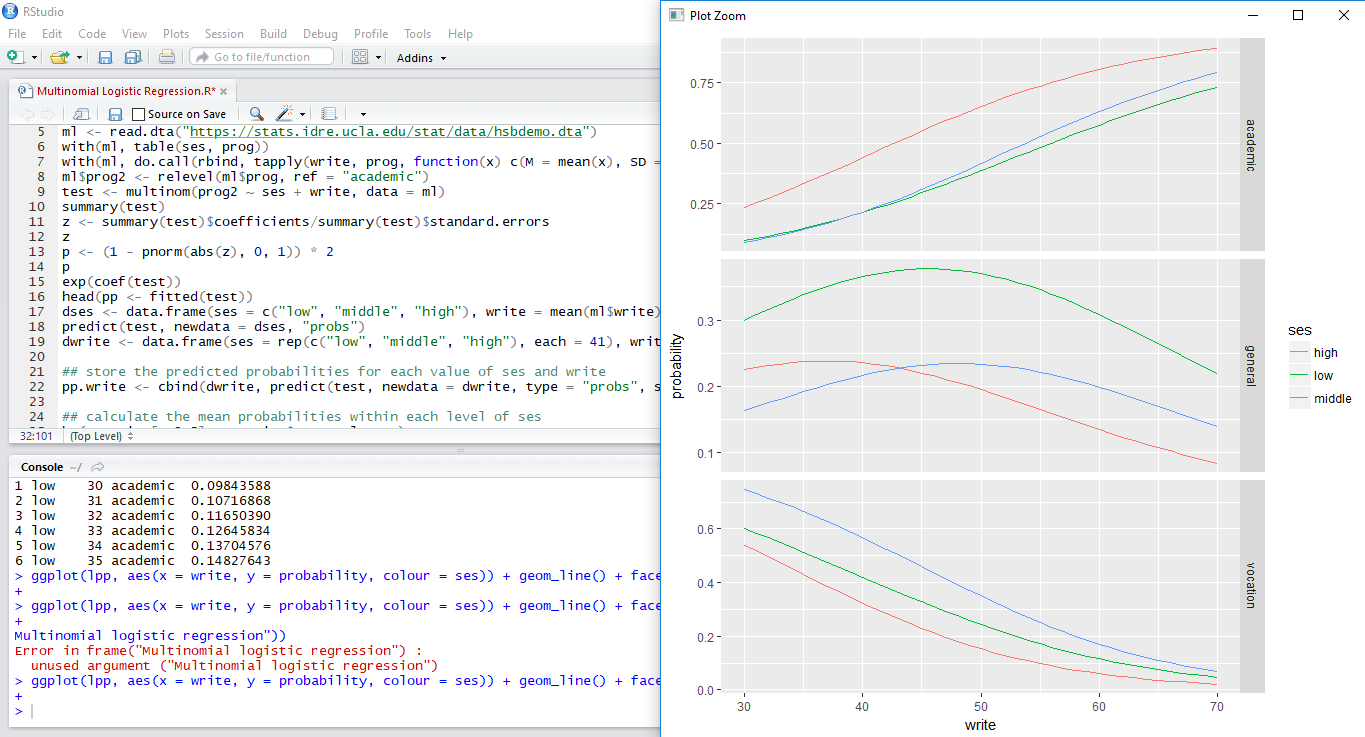 RStudio
File Edit Code View Plots Session Build Debug Profile Tools Help
Go to file/function Addins
Multinomial Logistic Regression.R*
Source on Save
5 ml <- read.dta("https://stats.idre.ucla.edu/stat/data/hsbdemo.dta")
6 with(ml, table(ses, prog))
7 with(ml, do.call(rbind, tapply(write, prog, function(x) c(M = mean(x), SD =
8 ml$prog2 <- relevel(ml$prog, ref = "academic")
9 test <- multinom(prog2 ~ ses + write, data = ml)
10 summary(test)
11 z <- summary(test)$coefficients/summary(test)$standard.errors
12 z
13 p <- (1 - pnorm(abs(z), 0, 1)) * 2
14 p
15 exp(coef(test))
16 head(pp <- fitted(test))
17 dses <- data.frame(ses = c("low", "middle", "high"), write = mean(ml$write)
18 predict(test, newdata = dses, "probs")
19 dwrite <- data.frame(ses = rep(c("low", "middle", "high"), each = 41), writ
20
21 ## store the predicted probabilities for each value of ses and write
22 pp.write <- cbind(dwrite, predict(test, newdata = dwrite, type = "probs", s
23
24 ## calculate the mean probabilities within each level of ses
32:101 (Top Level)
Console ~/
1 low 30 academic 0.09843588
2 low 31 academic 0.10716868
3 low 32 academic 0.11650390
4 low 33 academic 0.12645834
5 low 34 academic 0.13704576
6 low 35 academic 0.14827643
> ggplot(lpp, aes(x = write, y = probability, colour = ses)) + geom_line() + face
+
> ggplot(lpp, aes(x = write, y = probability, colour = ses)) + geom_line() + face
+
Multinomial logistic regression"))
Error in frame("Multinomial logistic regression") :
unused argument ("Multinomial logistic regression")
> ggplot(lpp, aes(x = write, y = probability, colour = ses)) + geom_line() + face
+
>
Plot Zoom
0.75
0.50
0.25
academic
0.3
0.2
0.1
general
0.6
0.4
0.2
0.0
vocation
probability
30 40 50 60 70
write
ses
high
low
middle